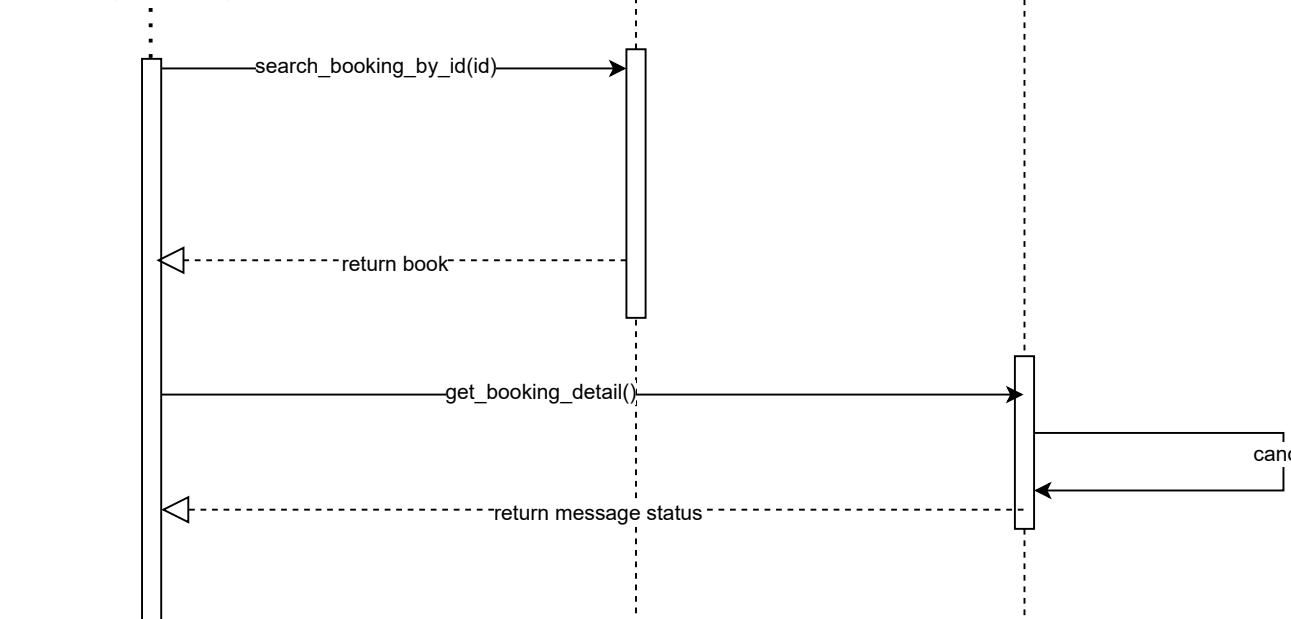 search_booking_by_id(id)
return book
get_booking_detail()
return message status